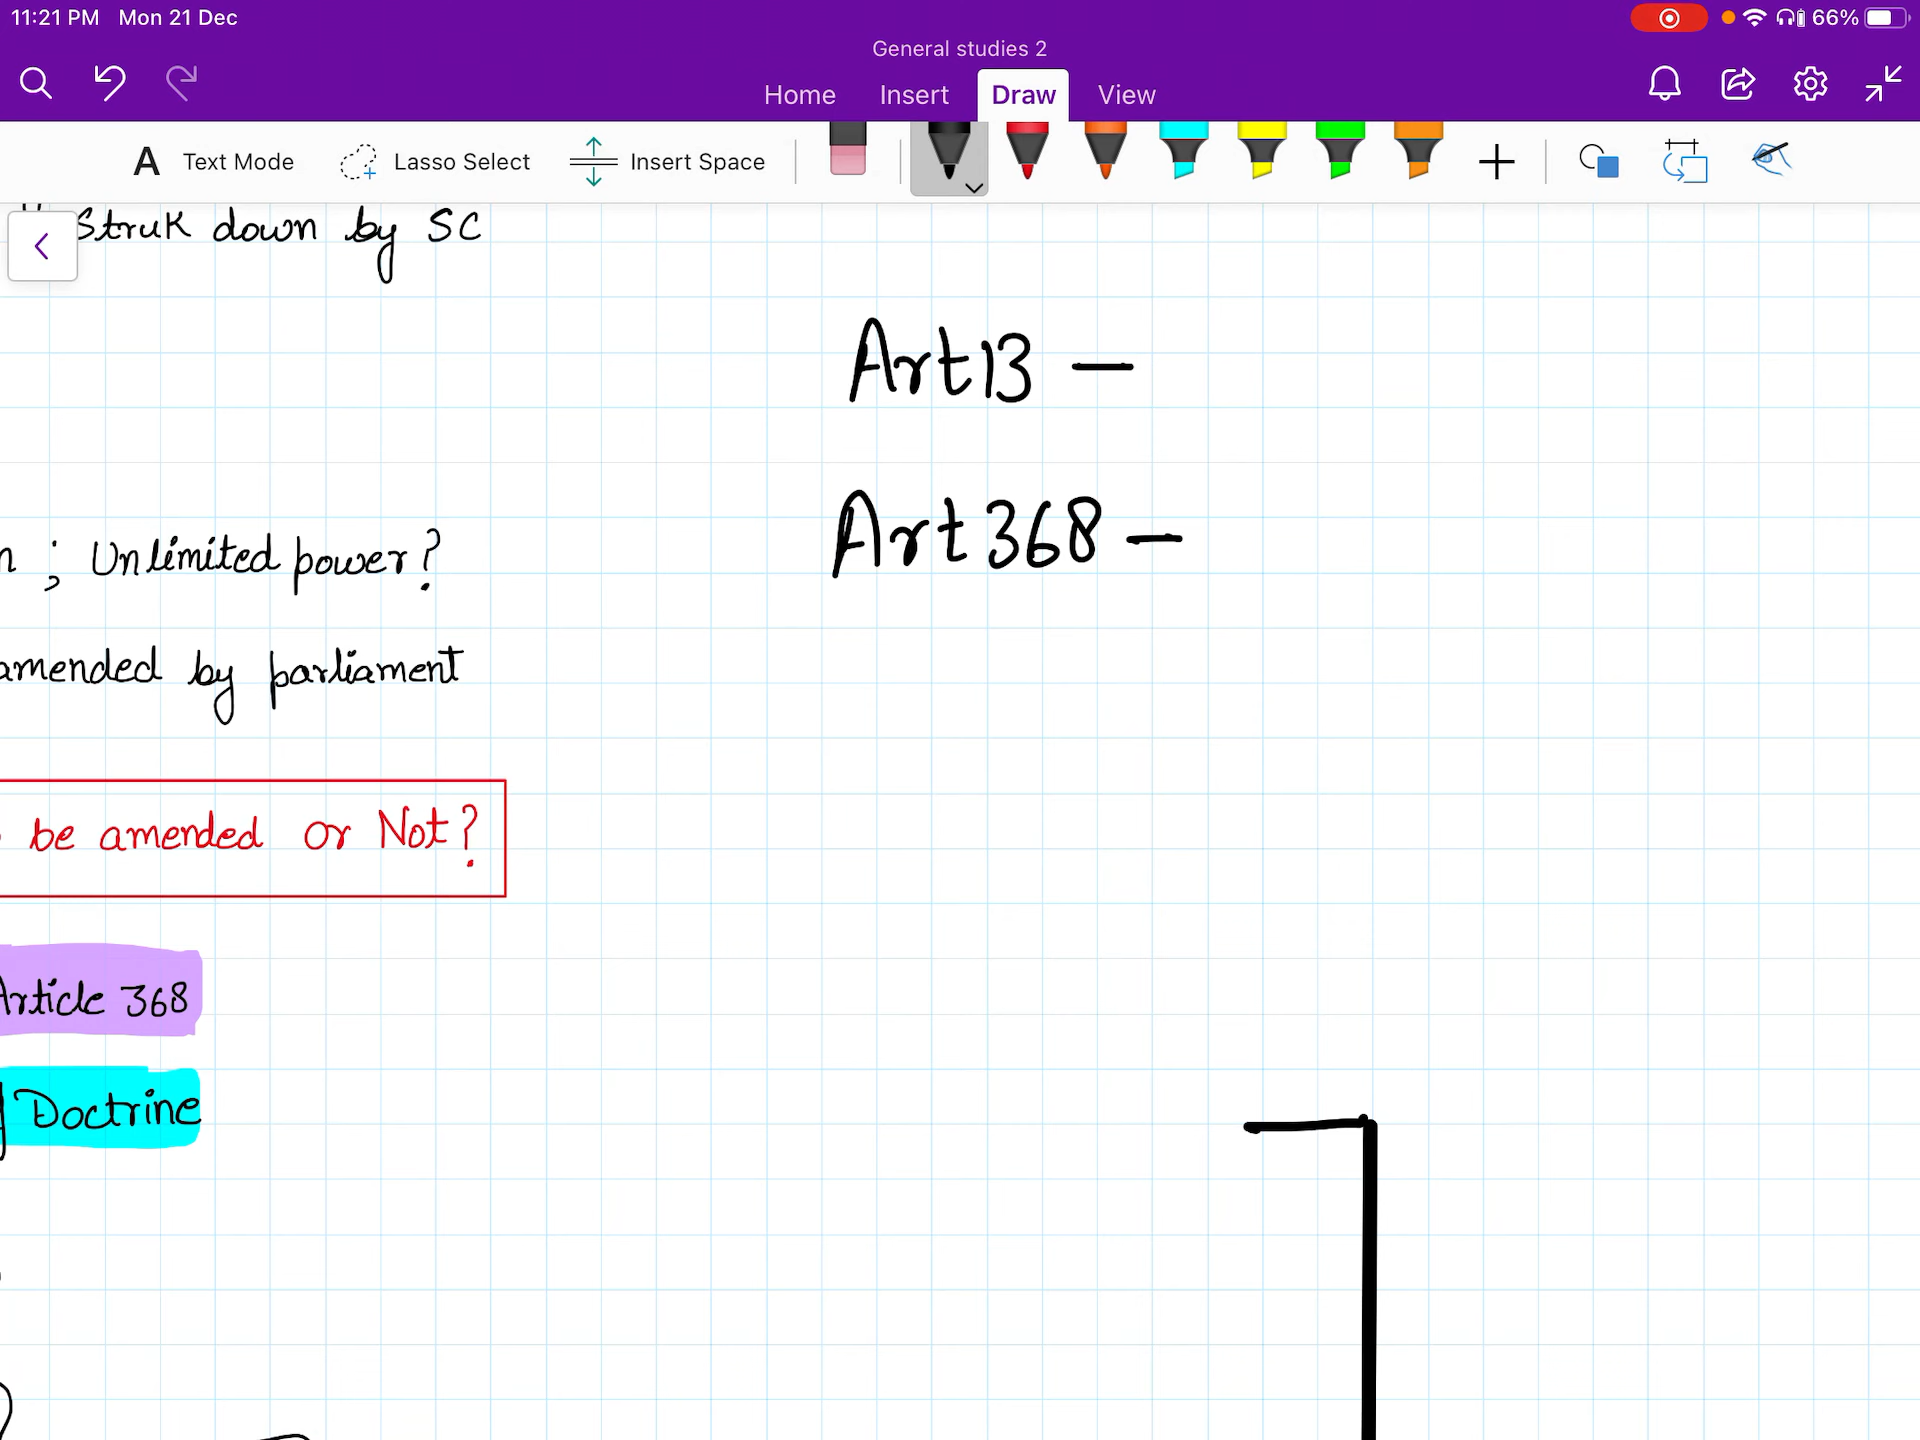 11:21 PM Mon 21 Dec
66%
General studies 2
Home Insert Draw View
A Text Mode Lasso Select Insert Space
Struk down by SC
Art 13 —
Art 368 —
; Unlimited power?
amended by parliament
be amended or Not?
Article 368
Doctrine